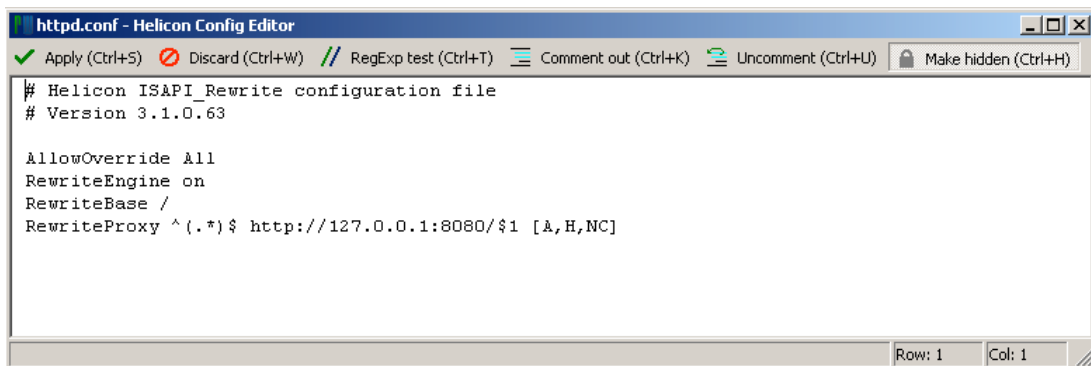 httpd.conf - Helicon Config Editor
Apply (Ctrl+S) Discard (Ctrl+W) RegExp test (Ctrl+T) Comment out (Ctrl+K) Uncomment (Ctrl+U) Make hidden (Ctrl+H)
# Helicon ISAPI_Rewrite configuration file
# Version 3.1.0.63
AllowOverride All
RewriteEngine on
RewriteBase /
RewriteProxy ^(.*)$ http://127.0.0.1:8080/$1 [A,H,NC]
Row: 1 Col: 1